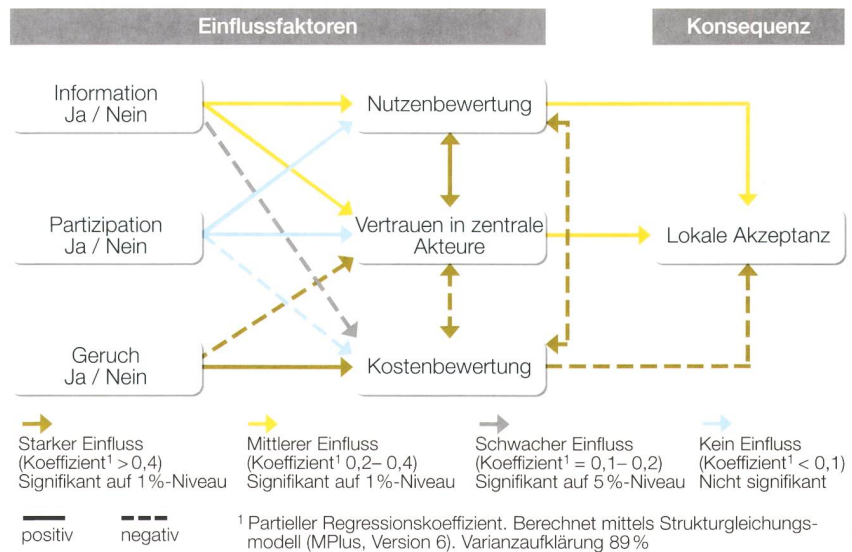 Einflussfaktoren
Konsequenz
Information
Ja / Nein
Nutzenbewertung
Partizipation
Ja / Nein
Vertrauen in zentrale
Akteure
Lokale Akzeptanz
Geruch
Ja / Nein
Kostenbewertung
Starker Einfluss
(Koeffizient¹ > 0,4)
Signifikant auf 1 %-Niveau
Mittlerer Einfluss
(Koeffizient¹ 0,2– 0,4)
Signifikant auf 1 %-Niveau
Schwacher Einfluss
(Koeffizient¹ = 0,1– 0,2)
Signifikant auf 5 %-Niveau
Kein Einfluss
(Koeffizient¹ < 0,1)
Nicht signifikant
positiv
negativ
¹ Partieller Regressionskoeffizient. Berechnet mittels Strukturgleichungs-
modell (MPlus, Version 6). Varianzaufklärung 89 %